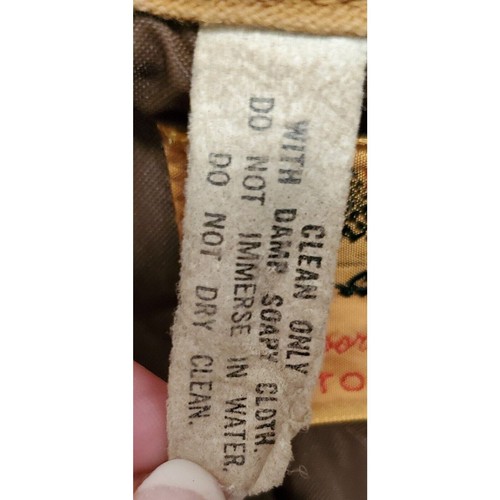 CLEAN ONLY
WITH DAMP SOAPY CLOTH.
DO NOT IMMERSE IN WATER.
DO NOT DRY CLEAN.